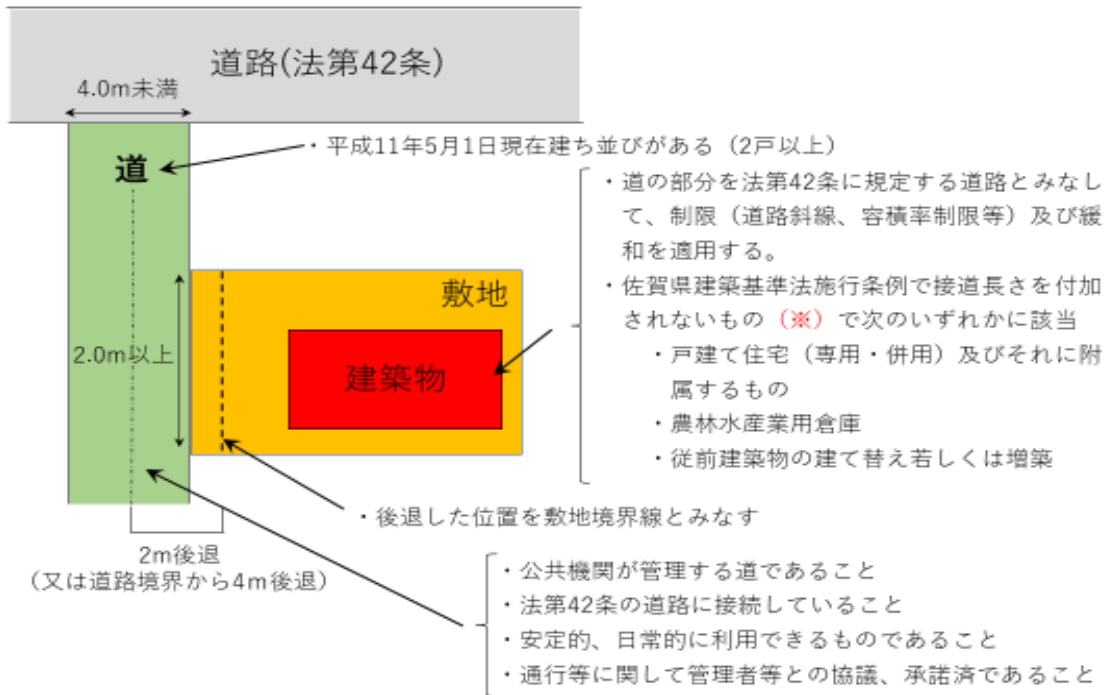 道路(法第42条)
4.0m未満
・平成11年5月1日現在建ち並びがある（2戸以上）
道
・道の部分を法第42条に規定する道路とみなし
て、制限（道路斜線、容積率制限等）及び緩
和を適用する。
・佐賀県建築基準法施行条例で接道長さを付加
されないもの（※）で次のいずれかに該当
・戸建て住宅（専用・併用）及びそれに附
属するもの
・農林水産業用倉庫
・従前建築物の建て替え若しくは増築
敷地
2.0m以上
建築物
・後退した位置を敷地境界線とみなす
2m後退
（又は道路境界から4m後退）
・公共機関が管理する道であること
・法第42条の道路に接続していること
・安定的、日常的に利用できるものであること
・通行等に関して管理者等との協議、承諾済であること